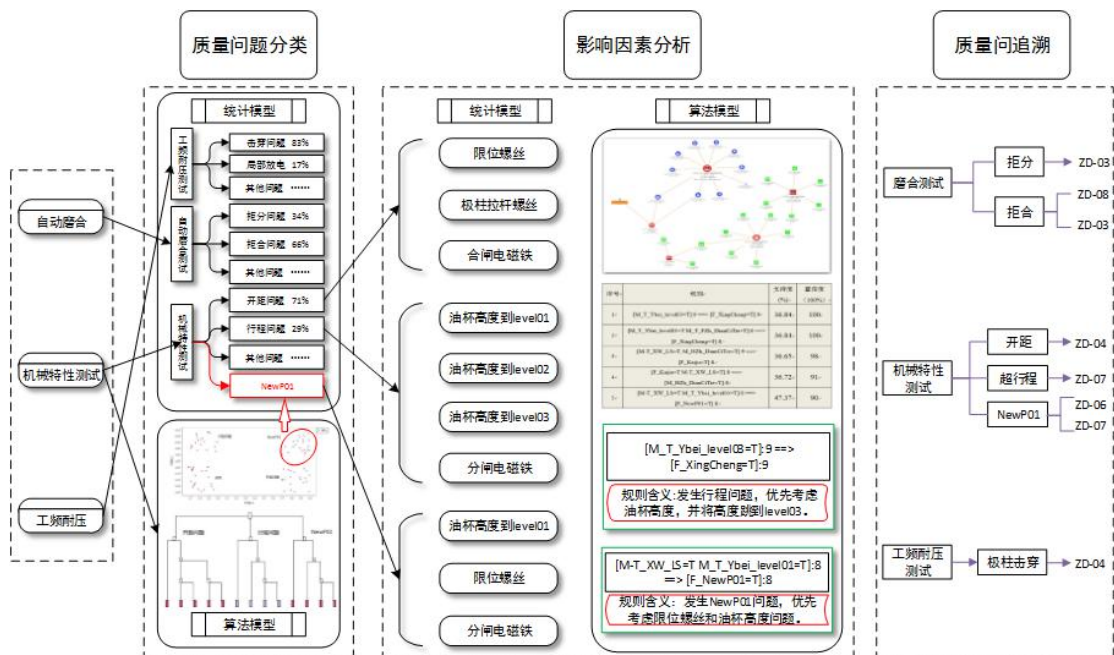 质量问题分类
影响因素分析
质量问追溯
自动磨合
机械特性测试
工频耐压
统计模型
工频耐压测试
击穿问题 83%
局部放电 17%
其他问题 ……
自动磨合测试
拒分问题 34%
拒合问题 66%
其他问题 ……
机械特性测试
开距问题 71%
行程问题 29%
其他问题 ……
NewP01
算法模型
统计模型
限位螺丝
极柱拉杆螺丝
合闸电磁铁
油杯高度到level01
油杯高度到level02
油杯高度到level03
分闸电磁铁
油杯高度到level01
限位螺丝
分闸电磁铁
算法模型
[M_T_Ybei_level03=T]:9 ==>
[F_XingCheng=T]:9
规则含义:发生行程问题，优先考虑
油杯高度，并将高度跳到level03。
[M-T_XW_LS=T M_T_Ybei_level01=T]:8
==> [F_NewP01=T]:8
规则含义：发生NewP01问题，优先
考虑限位螺丝和油杯高度问题。
磨合测试
拒分
ZD-03
拒合
ZD-08
ZD-03
机械特性
测试
开距
ZD-04
超行程
ZD-07
NewP01
ZD-06
ZD-07
工频耐压
测试
极柱击穿
ZD-04